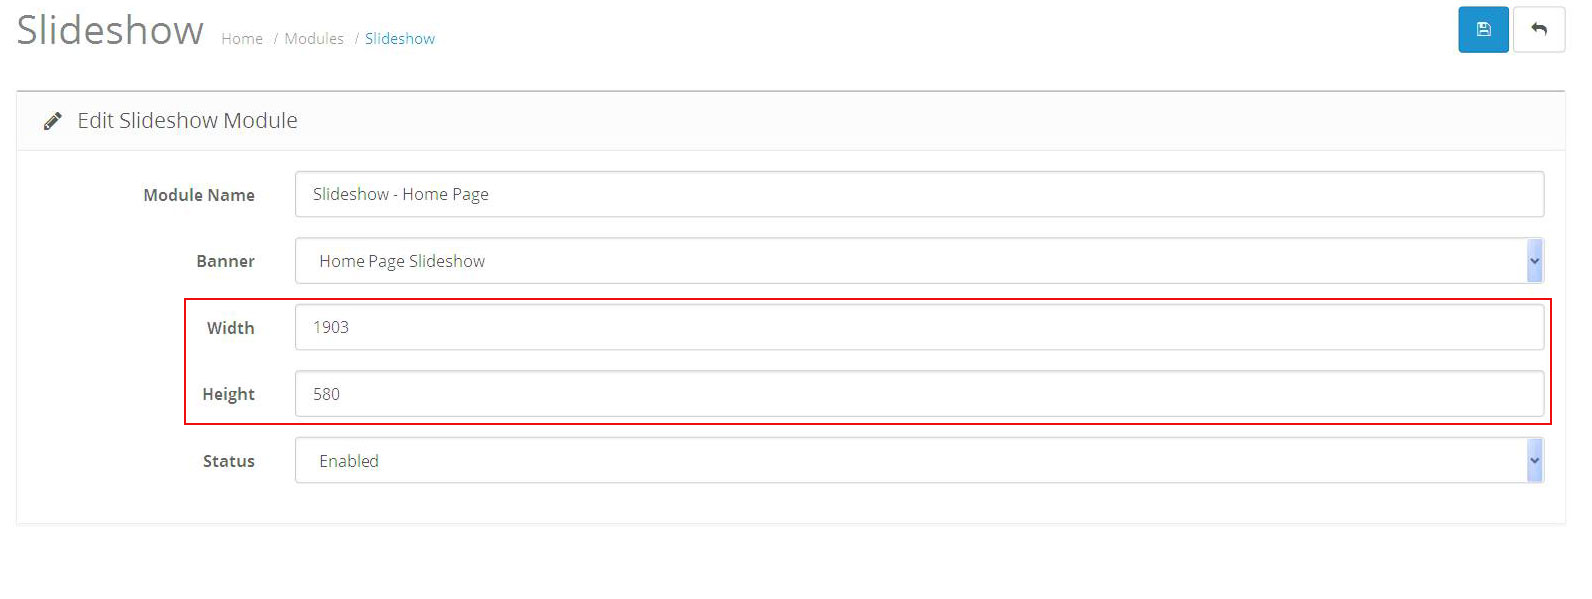 Slideshow
Home / Modules / Slideshow
Edit Slideshow Module
Module Name
Slideshow - Home Page
Banner
Home Page Slideshow
Width
1903
Height
580
Status
Enabled